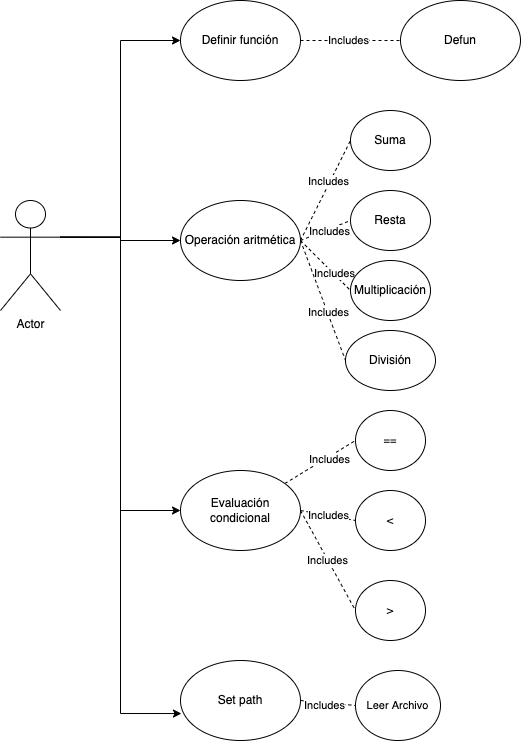 Definir función
Includes
Defun
Suma
Includes
Resta
Includes
Operación aritmética
Includes
Multiplicación
Includes
División
Actor
==
Includes
Evaluación
condicional
Includes
<
Includes
>
Set path
Includes
Leer Archivo